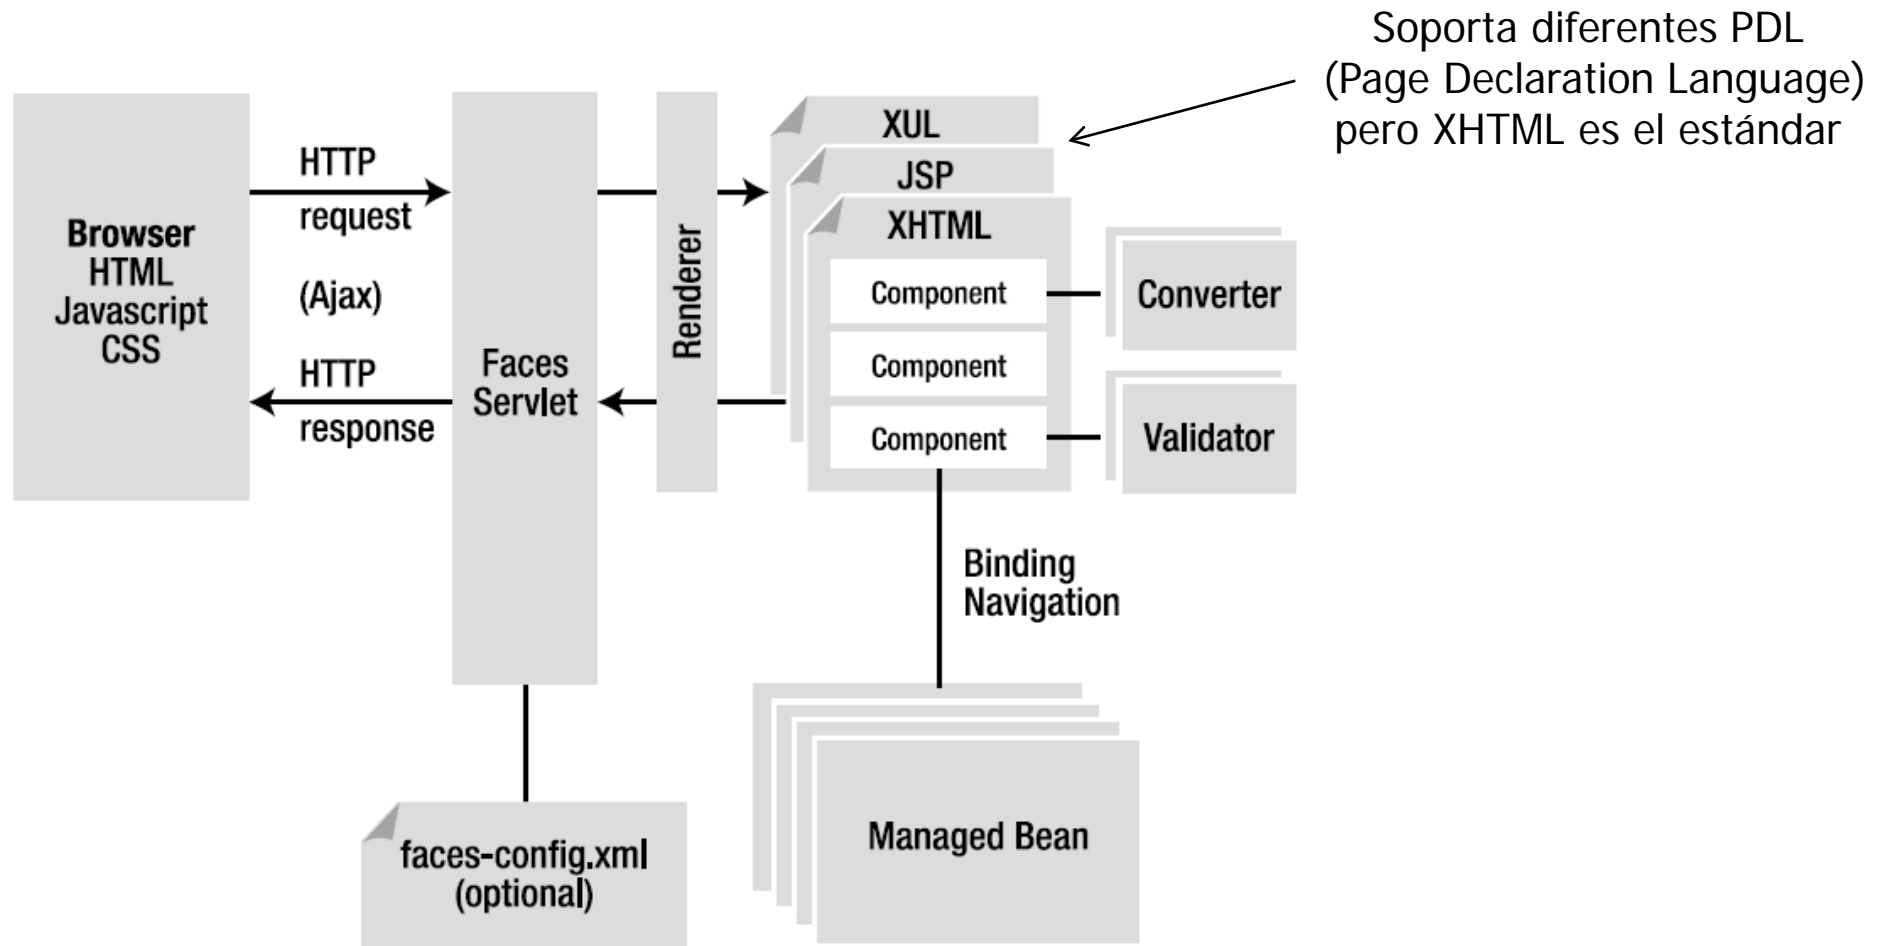 Soporta diferentes PDL
(Page Declaration Language)
pero XHTML es el estándar
Browser
HTML
Javascript
CSS
HTTP
request
(Ajax)
HTTP
response
Faces
Servlet
Renderer
XUL
JSP
XHTML
Component
Component
Component
Converter
Validator
Binding
Navigation
faces-config.xml
(optional)
Managed Bean